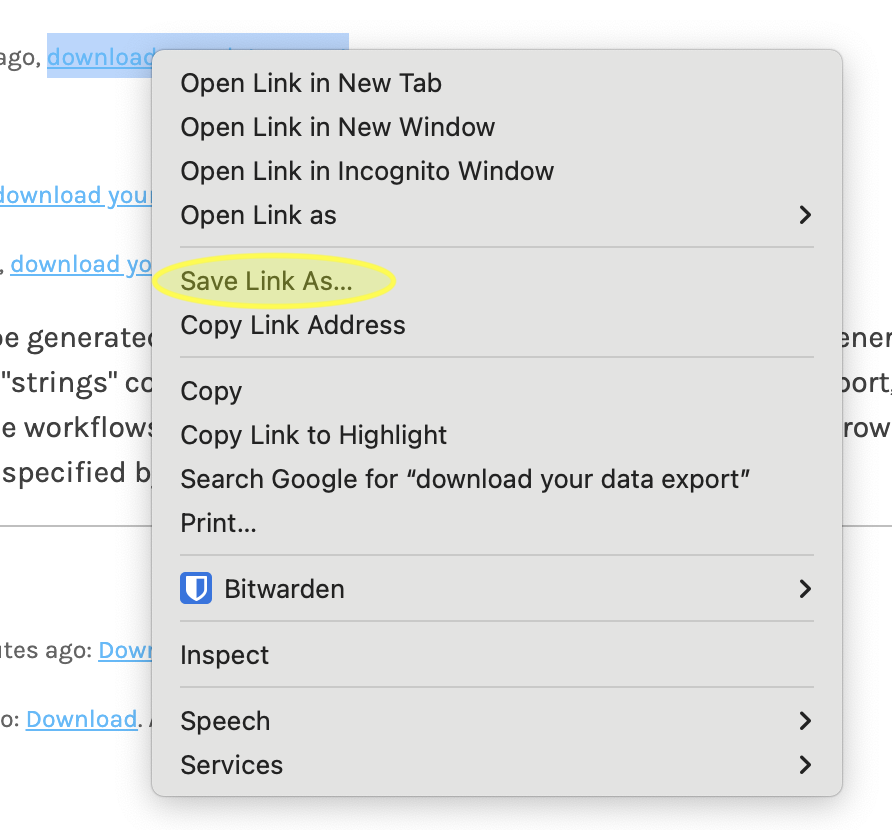 ago, download
Open Link in New Tab
Open Link in New Window
Open Link in Incognito Window
download your
Open Link as
, download yo
Save Link As...
Copy Link Address
be generated
"strings" co
port,
Copy
e workflows
Copy Link to Highlight
row
specified b
Search Google for “download your data export”
Print...
Bitwarden
utes ago: Down
Inspect
o: Download.
Speech
Services